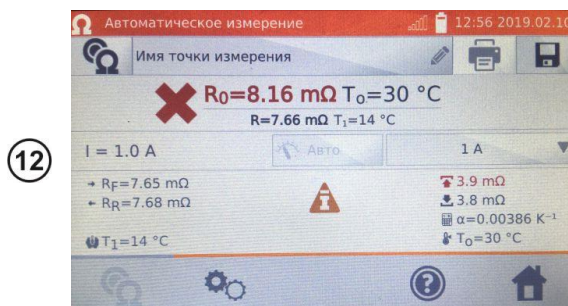 Автоматическое измерение 12:56 2019.02.10
Имя точки измерения
R0=8.16 mΩ To=30 °C
R=7.66 mΩ T1=14 °C
12
I = 1.0 A Авто 1 A
RF=7.65 mΩ
RR=7.68 mΩ
T1=14 °C
3.9 mΩ
3.8 mΩ
α=0.00386 K⁻¹
To=30 °C